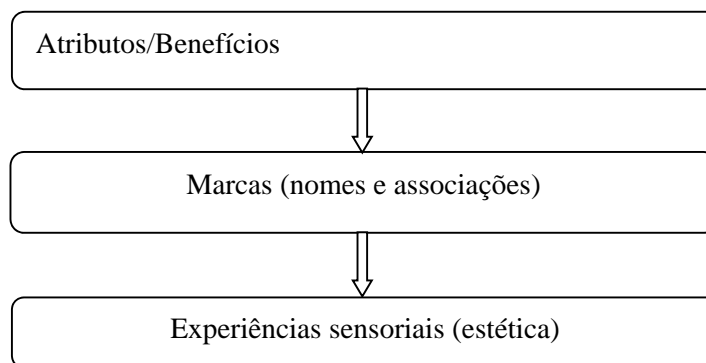 Atributos/Benefícios
Marcas (nomes e associações)
Experiências sensoriais (estética)